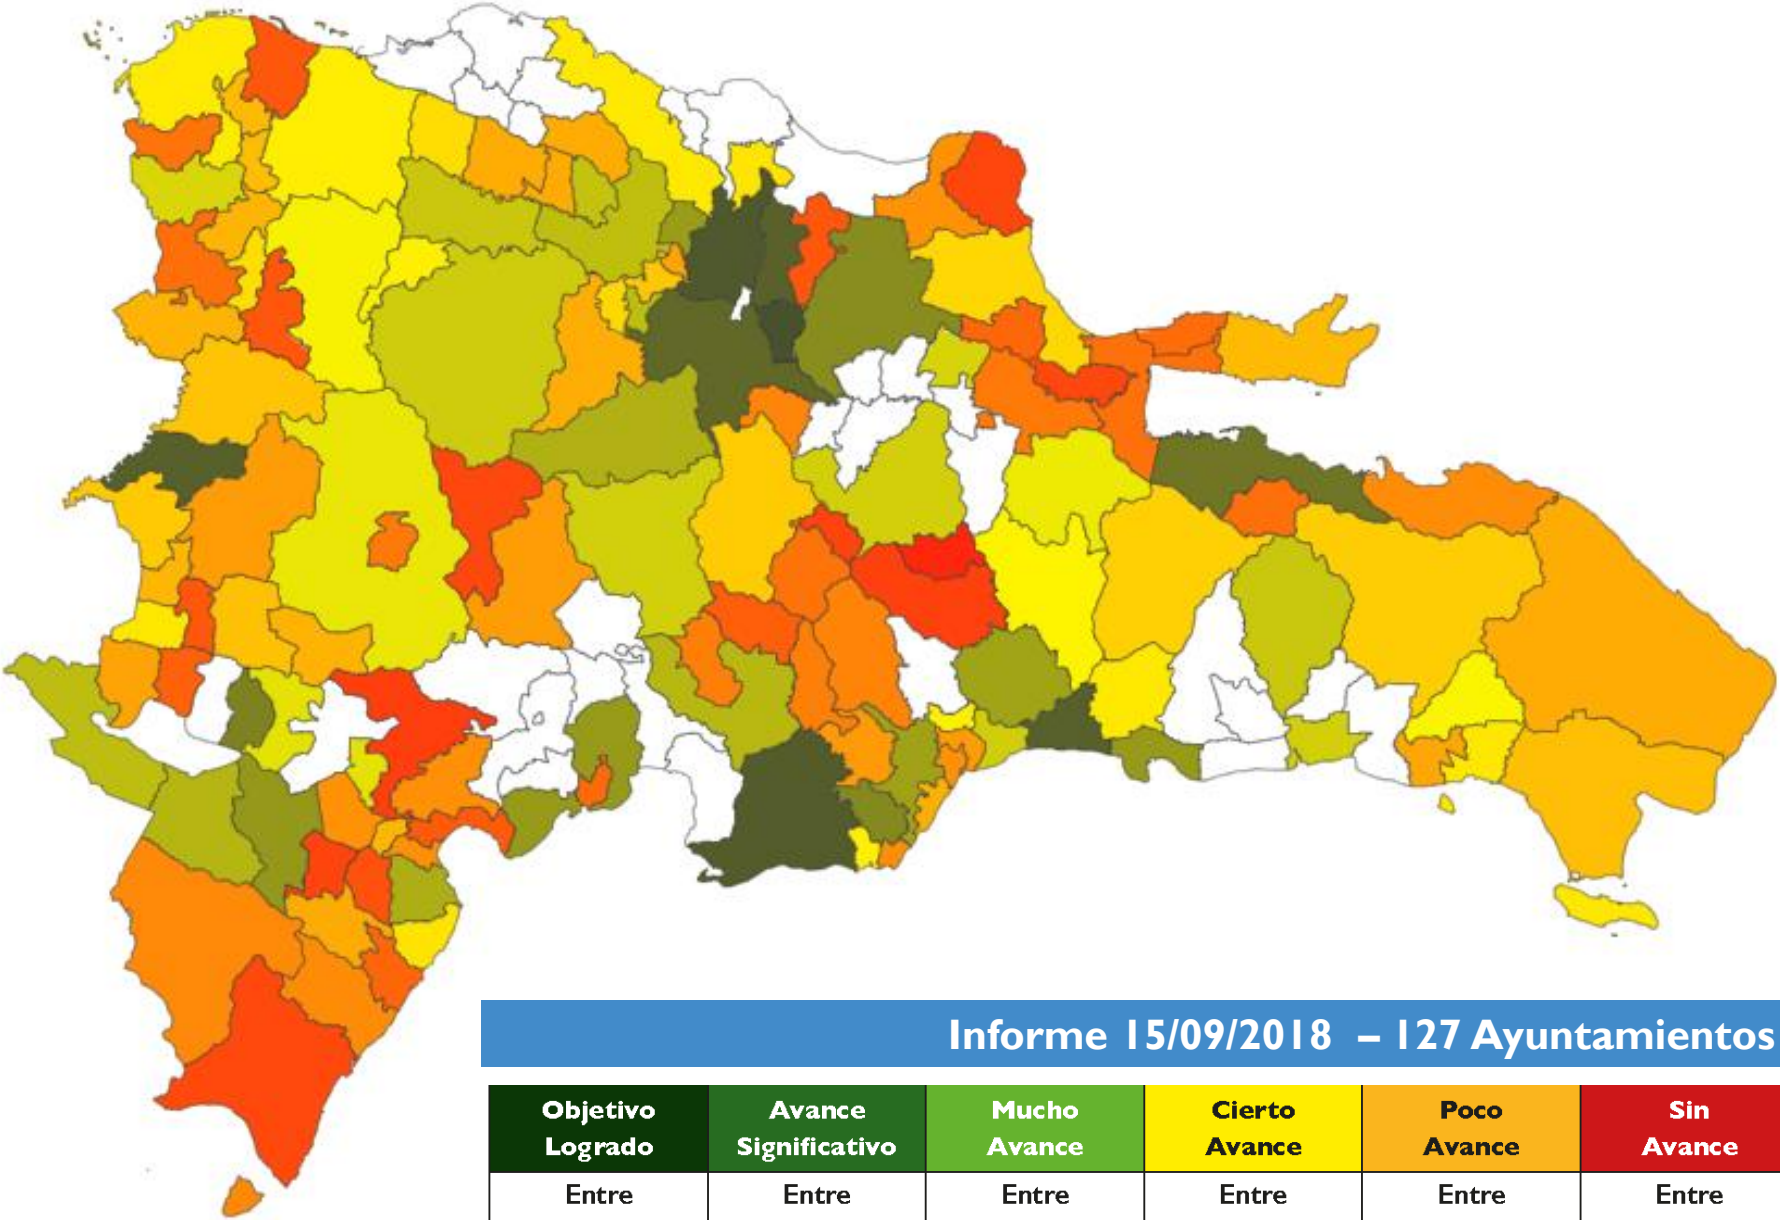 Informe 15/09/2018 – 127 Ayuntamientos
Objetivo Logrado
Avance Significativo
Mucho Avance
Cierto Avance
Poco Avance
Sin Avance
Entre Entre Entre Entre Entre Entre